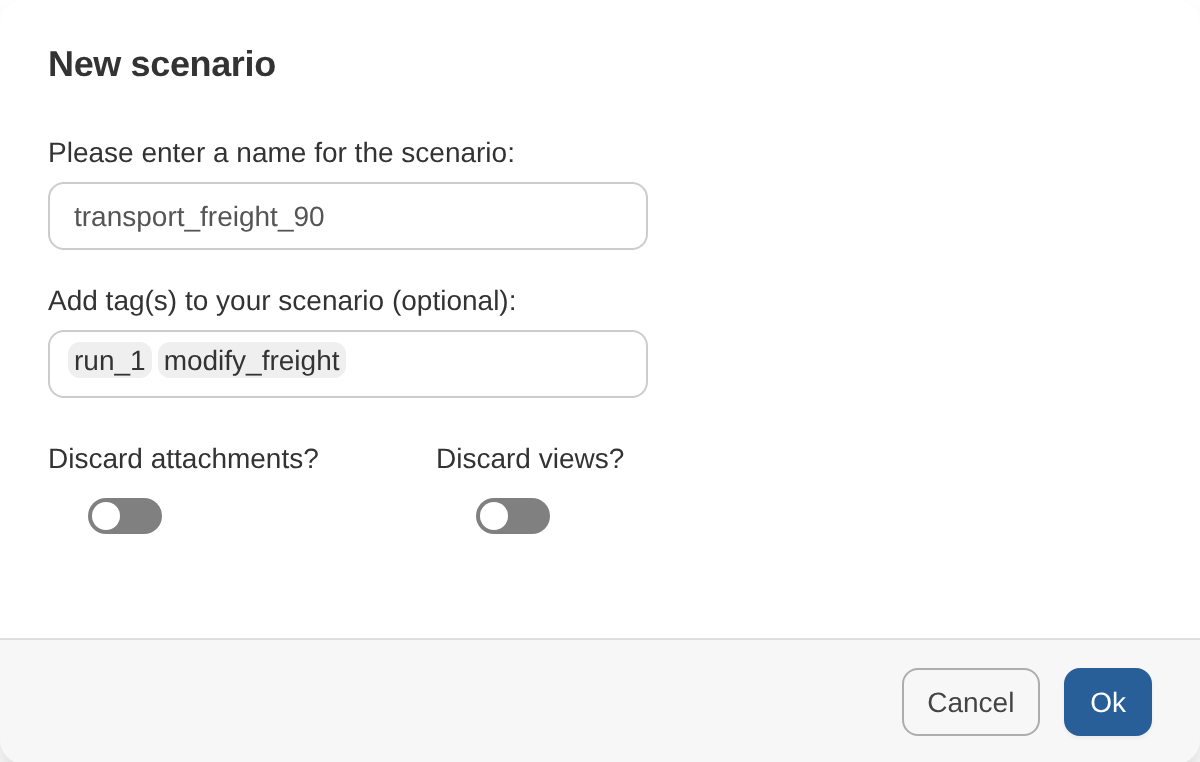 New scenario
Please enter a name for the scenario:
transport_freight_90
Add tag(s) to your scenario (optional):
run_1 modify_freight
Discard attachments? Discard views?
Cancel Ok